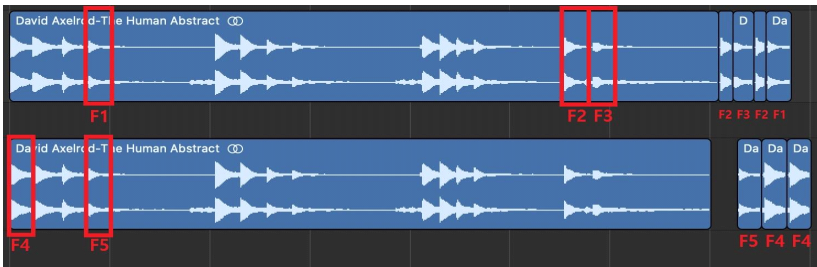 David Axelrod-The Human Abstract D Da
F1 F2 F3 F2 F3 F2 F1
David Axelrod-The Human Abstract Da Da Da
F4 F5 F5 F4 F4